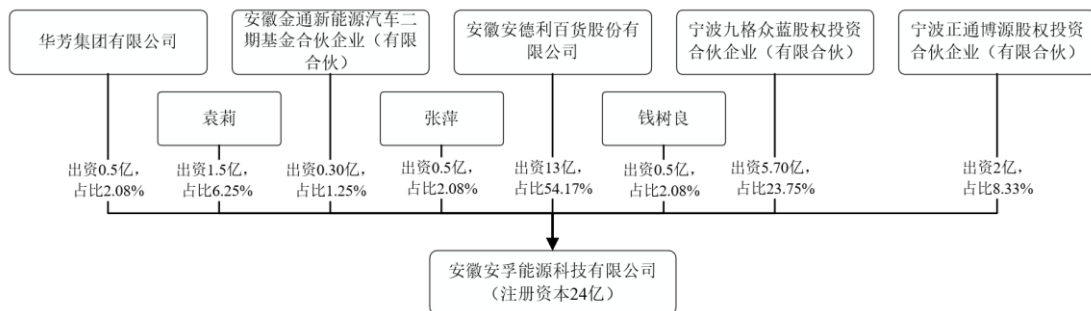 华芳集团有限公司
安徽金通新能源汽车二
期基金合伙企业（有限
合伙）
安徽安德利百货股份有
限公司
宁波九格众蓝股权投资
合伙企业（有限合伙）
宁波正通博源股权投资
合伙企业（有限合伙）
袁莉
张萍
钱树良
出资0.5亿，
占比2.08%
出资1.5亿，
占比6.25%
出资0.30亿，
占比1.25%
出资0.5亿，
占比2.08%
出资13亿，
占比54.17%
出资0.5亿，
占比2.08%
出资5.70亿，
占比23.75%
出资2亿，
占比8.33%
安徽安孚能源科技有限公司
（注册资本24亿）